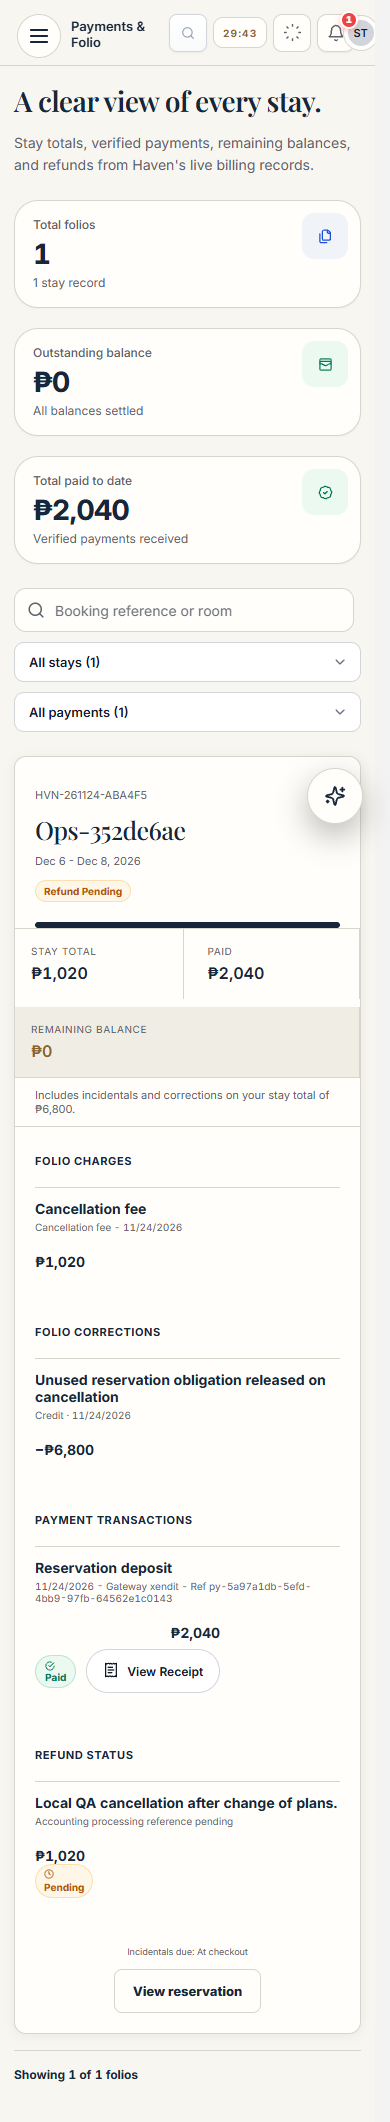 Payments &
Folio
29:43
1
ST
A clear view of every stay.
Stay totals, verified payments, remaining balances,
and refunds from Haven's live billing records.
Total folios
1
1 stay record
Outstanding balance
₱0
All balances settled
Total paid to date
₱2,040
Verified payments received
Booking reference or room
All stays (1)
All payments (1)
HVN-261124-ABA4F5
Ops-352de6ae
Dec 6 - Dec 8, 2026
Refund Pending
STAY TOTAL
₱1,020
PAID
₱2,040
REMAINING BALANCE
₱0
Includes incidentals and corrections on your stay total of
₱6,800.
FOLIO CHARGES
Cancellation fee
Cancellation fee - 11/24/2026
₱1,020
FOLIO CORRECTIONS
Unused reservation obligation released on
cancellation
Credit · 11/24/2026
−₱6,800
PAYMENT TRANSACTIONS
Reservation deposit
11/24/2026 - Gateway xendit - Ref py-5a97a1db-5efd-
4bb9-97fb-64562e1c0143
₱2,040
Paid
View Receipt
REFUND STATUS
Local QA cancellation after change of plans.
Accounting processing reference pending
₱1,020
Pending
Incidentals due: At checkout
View reservation
Showing 1 of 1 folios